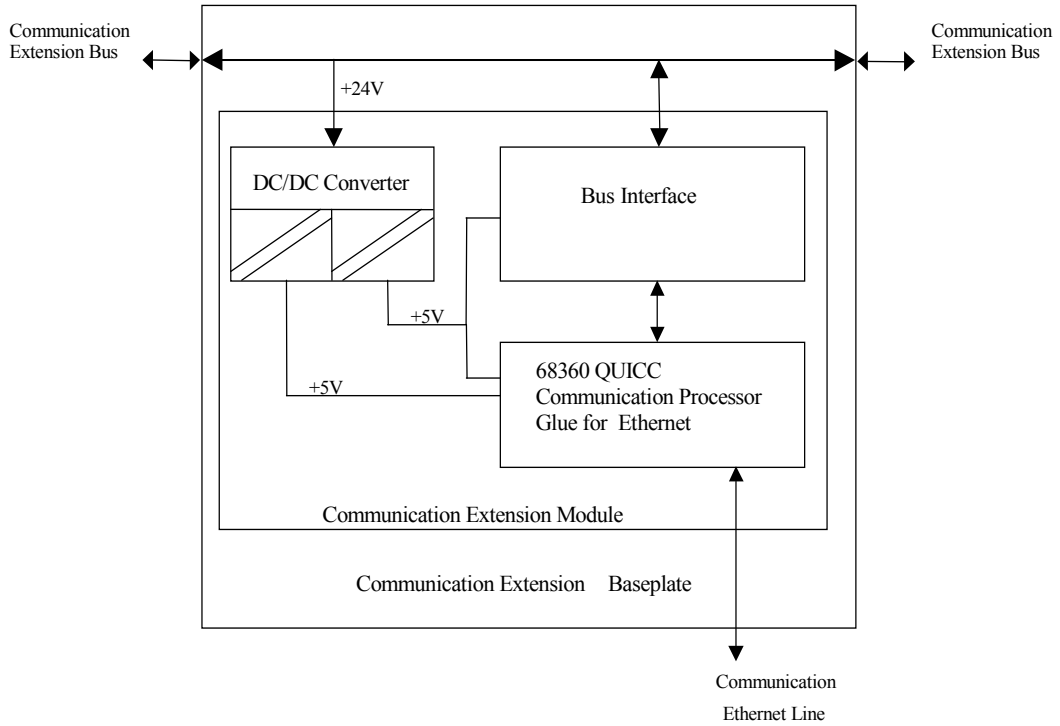 Communication
Extension Bus
Communication
Extension Bus
+24V
DC/DC Converter
Bus Interface
+5V
+5V
68360 QUICC
Communication Processor
Glue for Ethernet
Communication Extension Module
Communication Extension Baseplate
Communication
Ethernet Line